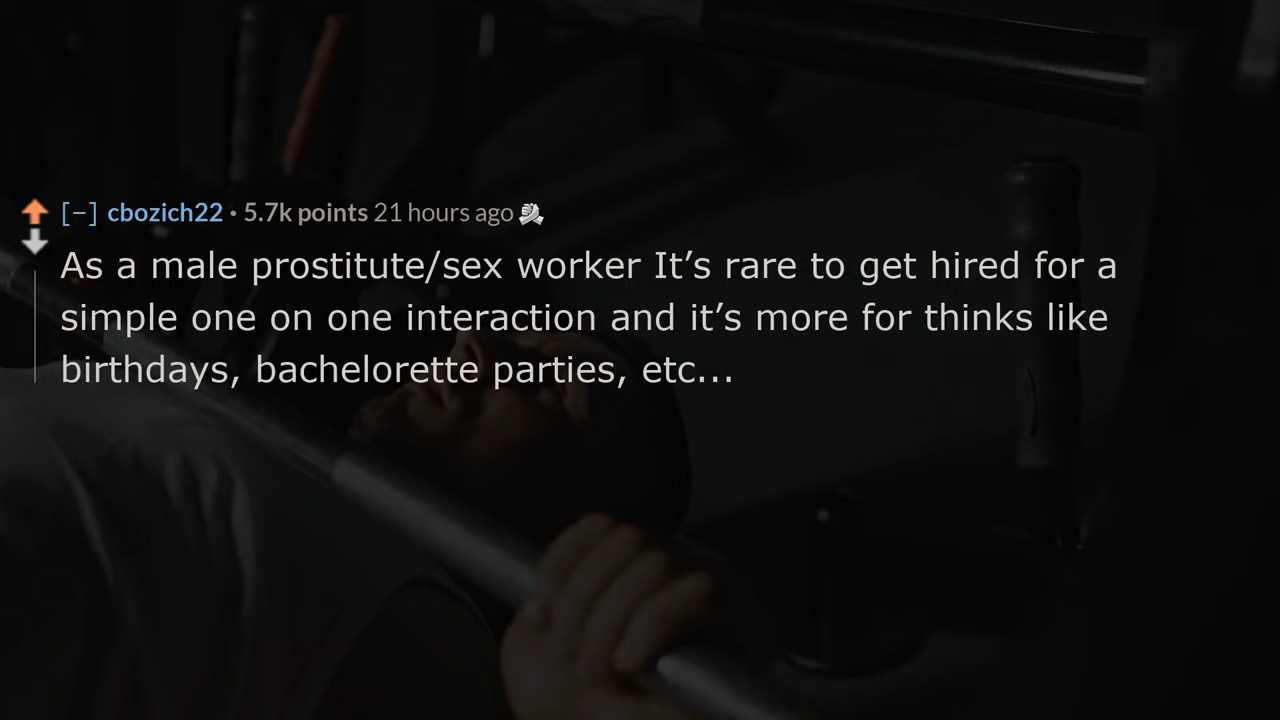 [–] cbozich22 • 5.7k points 21 hours ago
As a male prostitute/sex worker It’s rare to get hired for a
simple one on one interaction and it’s more for thinks like
birthdays, bachelorette parties, etc...